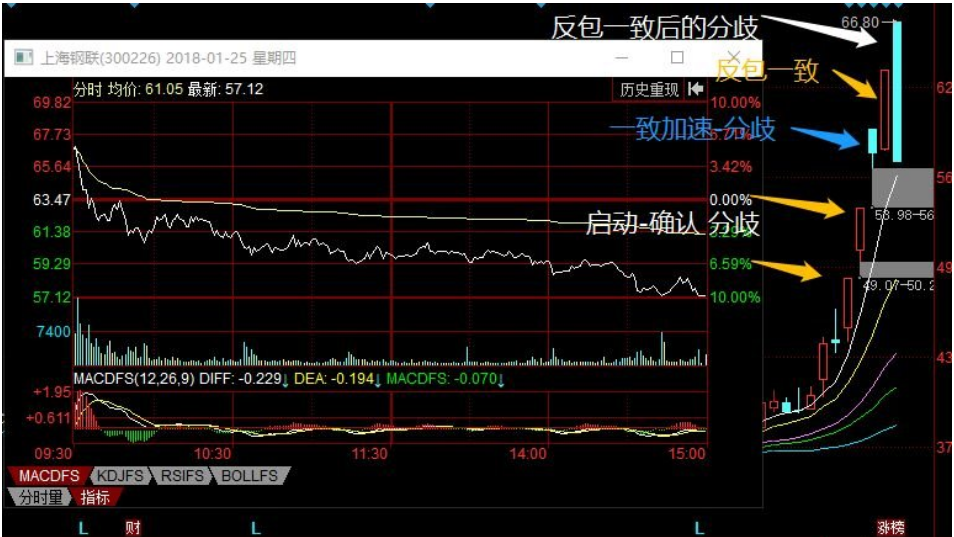 反包一致后的分歧
66.80
上海钢联(300226) 2018-01-25 星期四
反包一致
分时 均价: 61.05 最新: 57.12
历史重现
69.82
10.00%
62
67.73
一致加速-分歧
65.64
3.42%
56
63.47
0.00%
53.98-56
61.38
启动-确认 分歧
3.29%
59.29
6.59%
49
49.07-50.2
57.12
10.00%
7400
43
MACDFS(12,26,9) DIFF: -0.229↓ DEA: -0.194↓ MACDFS: -0.070↓
+1.95
+0.611
37
09:30
10:30
11:30
14:00
15:00
MACDFS KDJFS RSIFS BOLLFS
分时量 指标
L 财 L L 涨榜